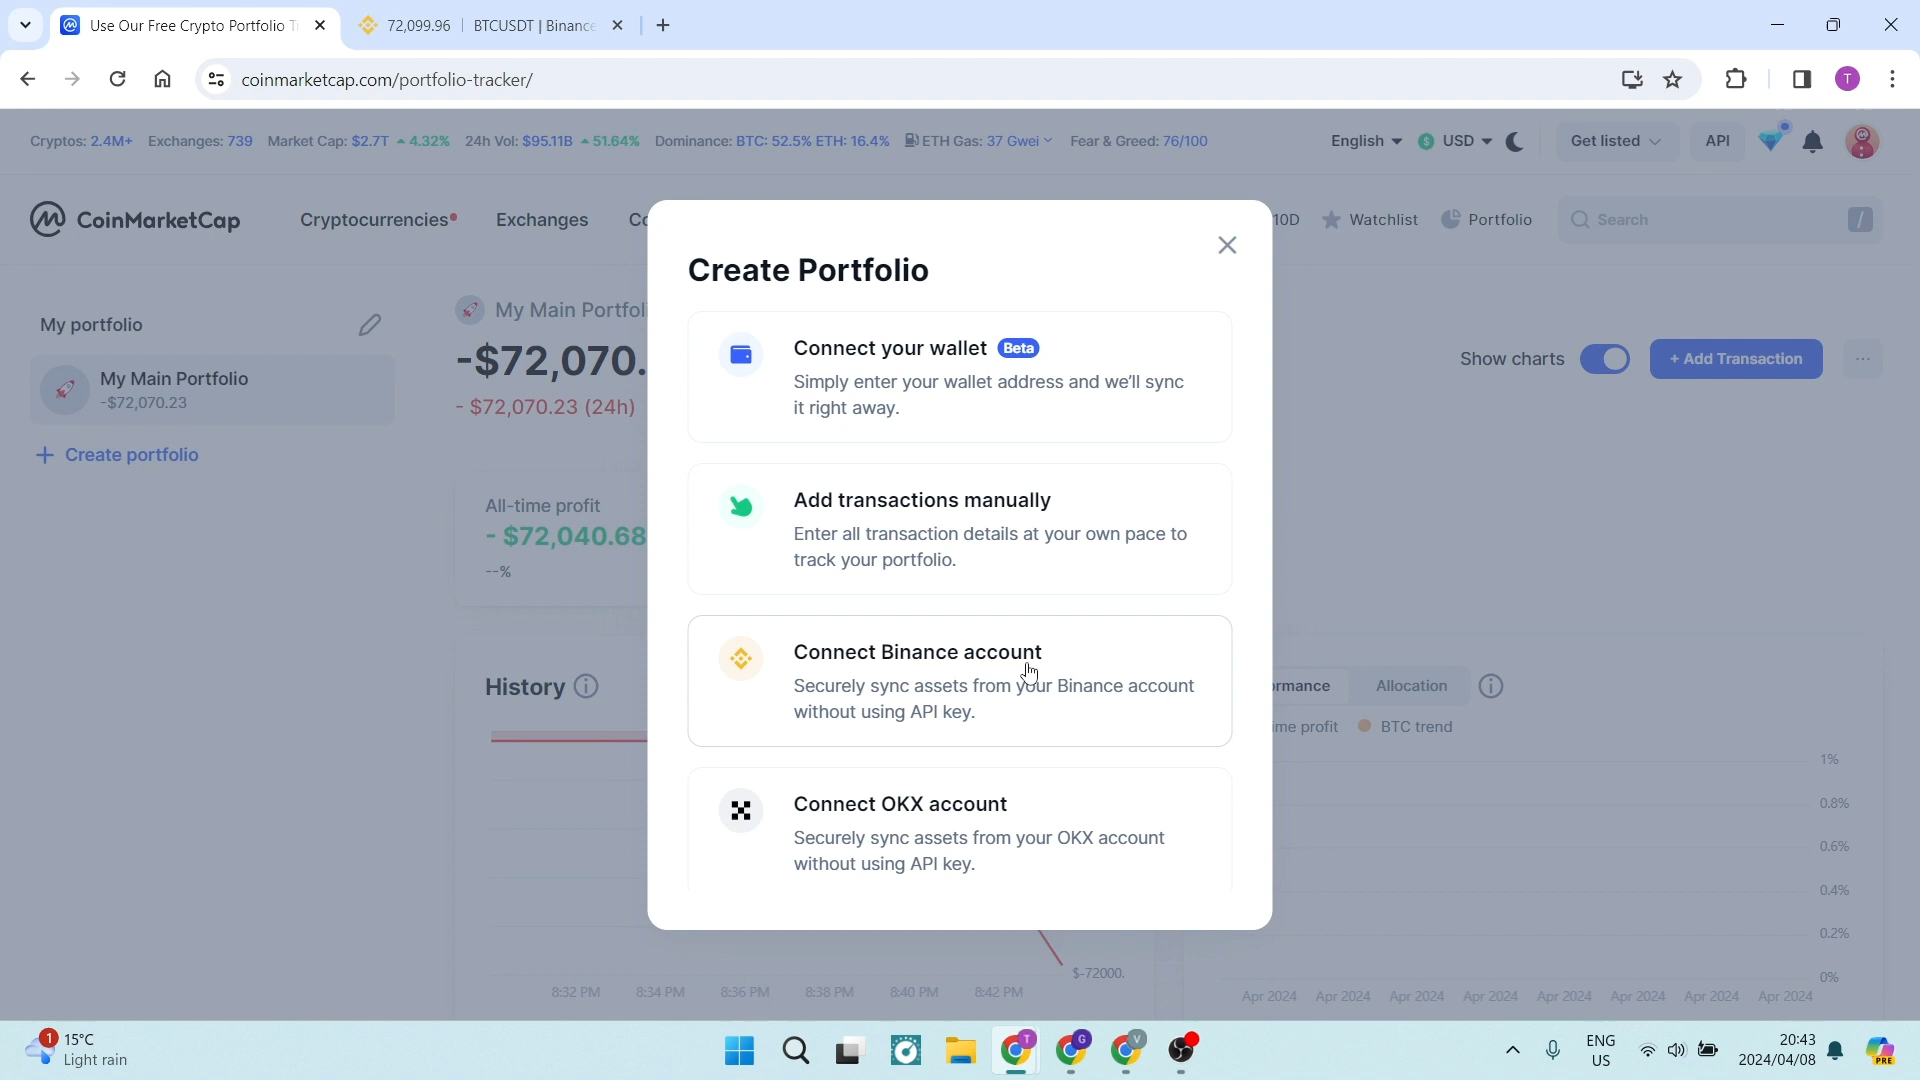 Use Our Free Crypto Portfolio T
72,099.96 | BTCUSDT | Binance
coinmarketcap.com/portfolio-tracker/
T
Cryptos: 2.4M+ Exchanges: 739 Market Cap: $2.7T 4.32% 24h Vol: $95.11B 51.64% Dominance: BTC: 52.5% ETH: 16.4% ETH Gas: 37 Gwei Fear & Greed: 76/100
English USD Get listed API
CoinMarketCap Cryptocurrencies Exchanges Co 10D Watchlist Portfolio Search /
Create Portfolio
My portfolio
My Main Portfolio
-$72,070.23
Create portfolio
My Main Portfoli
-$72,070.
- $72,070.23 (24h)
Show charts + Add Transaction
All-time profit
- $72,040.68
--%
Connect your wallet Beta
Simply enter your wallet address and we'll sync
it right away.
Add transactions manually
Enter all transaction details at your own pace to
track your portfolio.
Connect Binance account
Securely sync assets from your Binance account
without using API key.
Connect OKX account
Securely sync assets from your OKX account
without using API key.
History
ormance Allocation
ime profit BTC trend
1%
0.8%
0.6%
0.4%
0.2%
0%
$-72000.
8:32 PM 8:34 PM 8:36 PM 8:38 PM 8:40 PM 8:42 PM
Apr 2024 Apr 2024 Apr 2024 Apr 2024 Apr 2024 Apr 2024 Apr 2024 Apr 2024
1
15°C
Light rain
T
G
V
ENG
US
20:43
2024/04/08
PRE